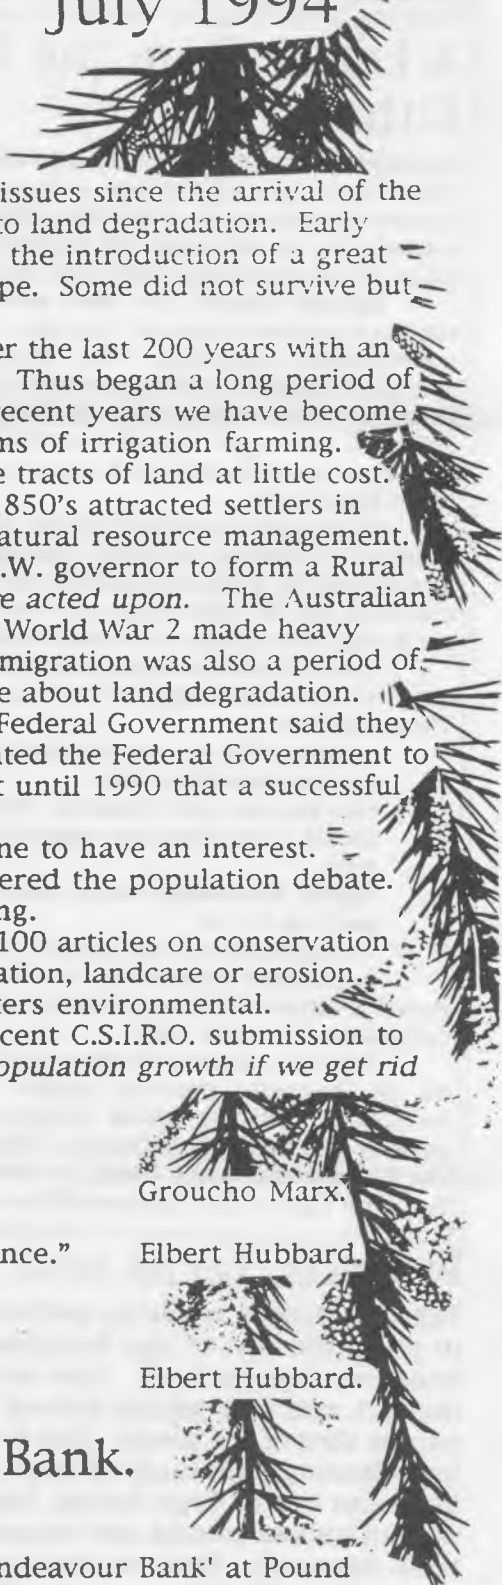 July 1994
issues since the arrival of the
to land degradation. Early
the introduction of a great
pe. Some did not survive but
er the last 200 years with an
Thus began a long period of
recent years we have become
ms of irrigation farming.
e tracts of land at little cost.
1850's attracted settlers in
atural resource management.
.W. governor to form a Rural
re acted upon. The Australian
World War 2 made heavy
migration was also a period of
e about land degradation.
Federal Government said they
ated the Federal Government to
t until 1990 that a successful
ne to have an interest.
ered the population debate.
ng.
100 articles on conservation
ation, landcare or erosion.
ters environmental.
cent C.S.I.R.O. submission to
opulation growth if we get rid
Groucho Marx.
nce." Elbert Hubbard.
Elbert Hubbard.
Bank.
ndeavour Bank' at Pound